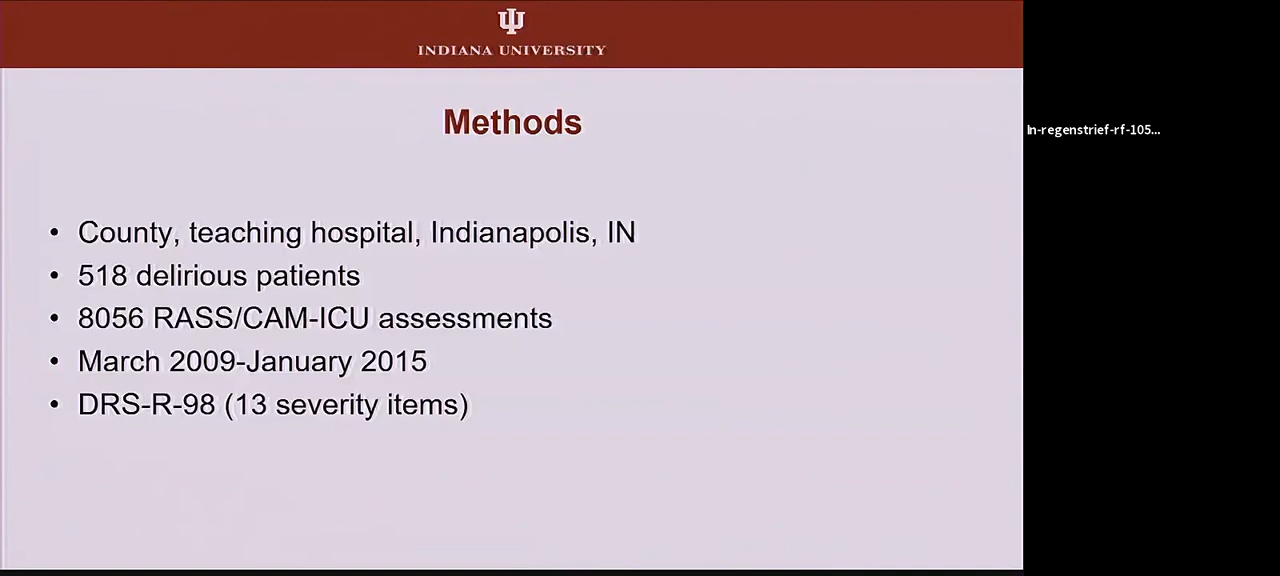 INDIANA UNIVERSITY
Methods
• County, teaching hospital, Indianapolis, IN
• 518 delirious patients
• 8056 RASS/CAM-ICU assessments
• March 2009-January 2015
• DRS-R-98 (13 severity items)
In-regenstrief-rf-105...